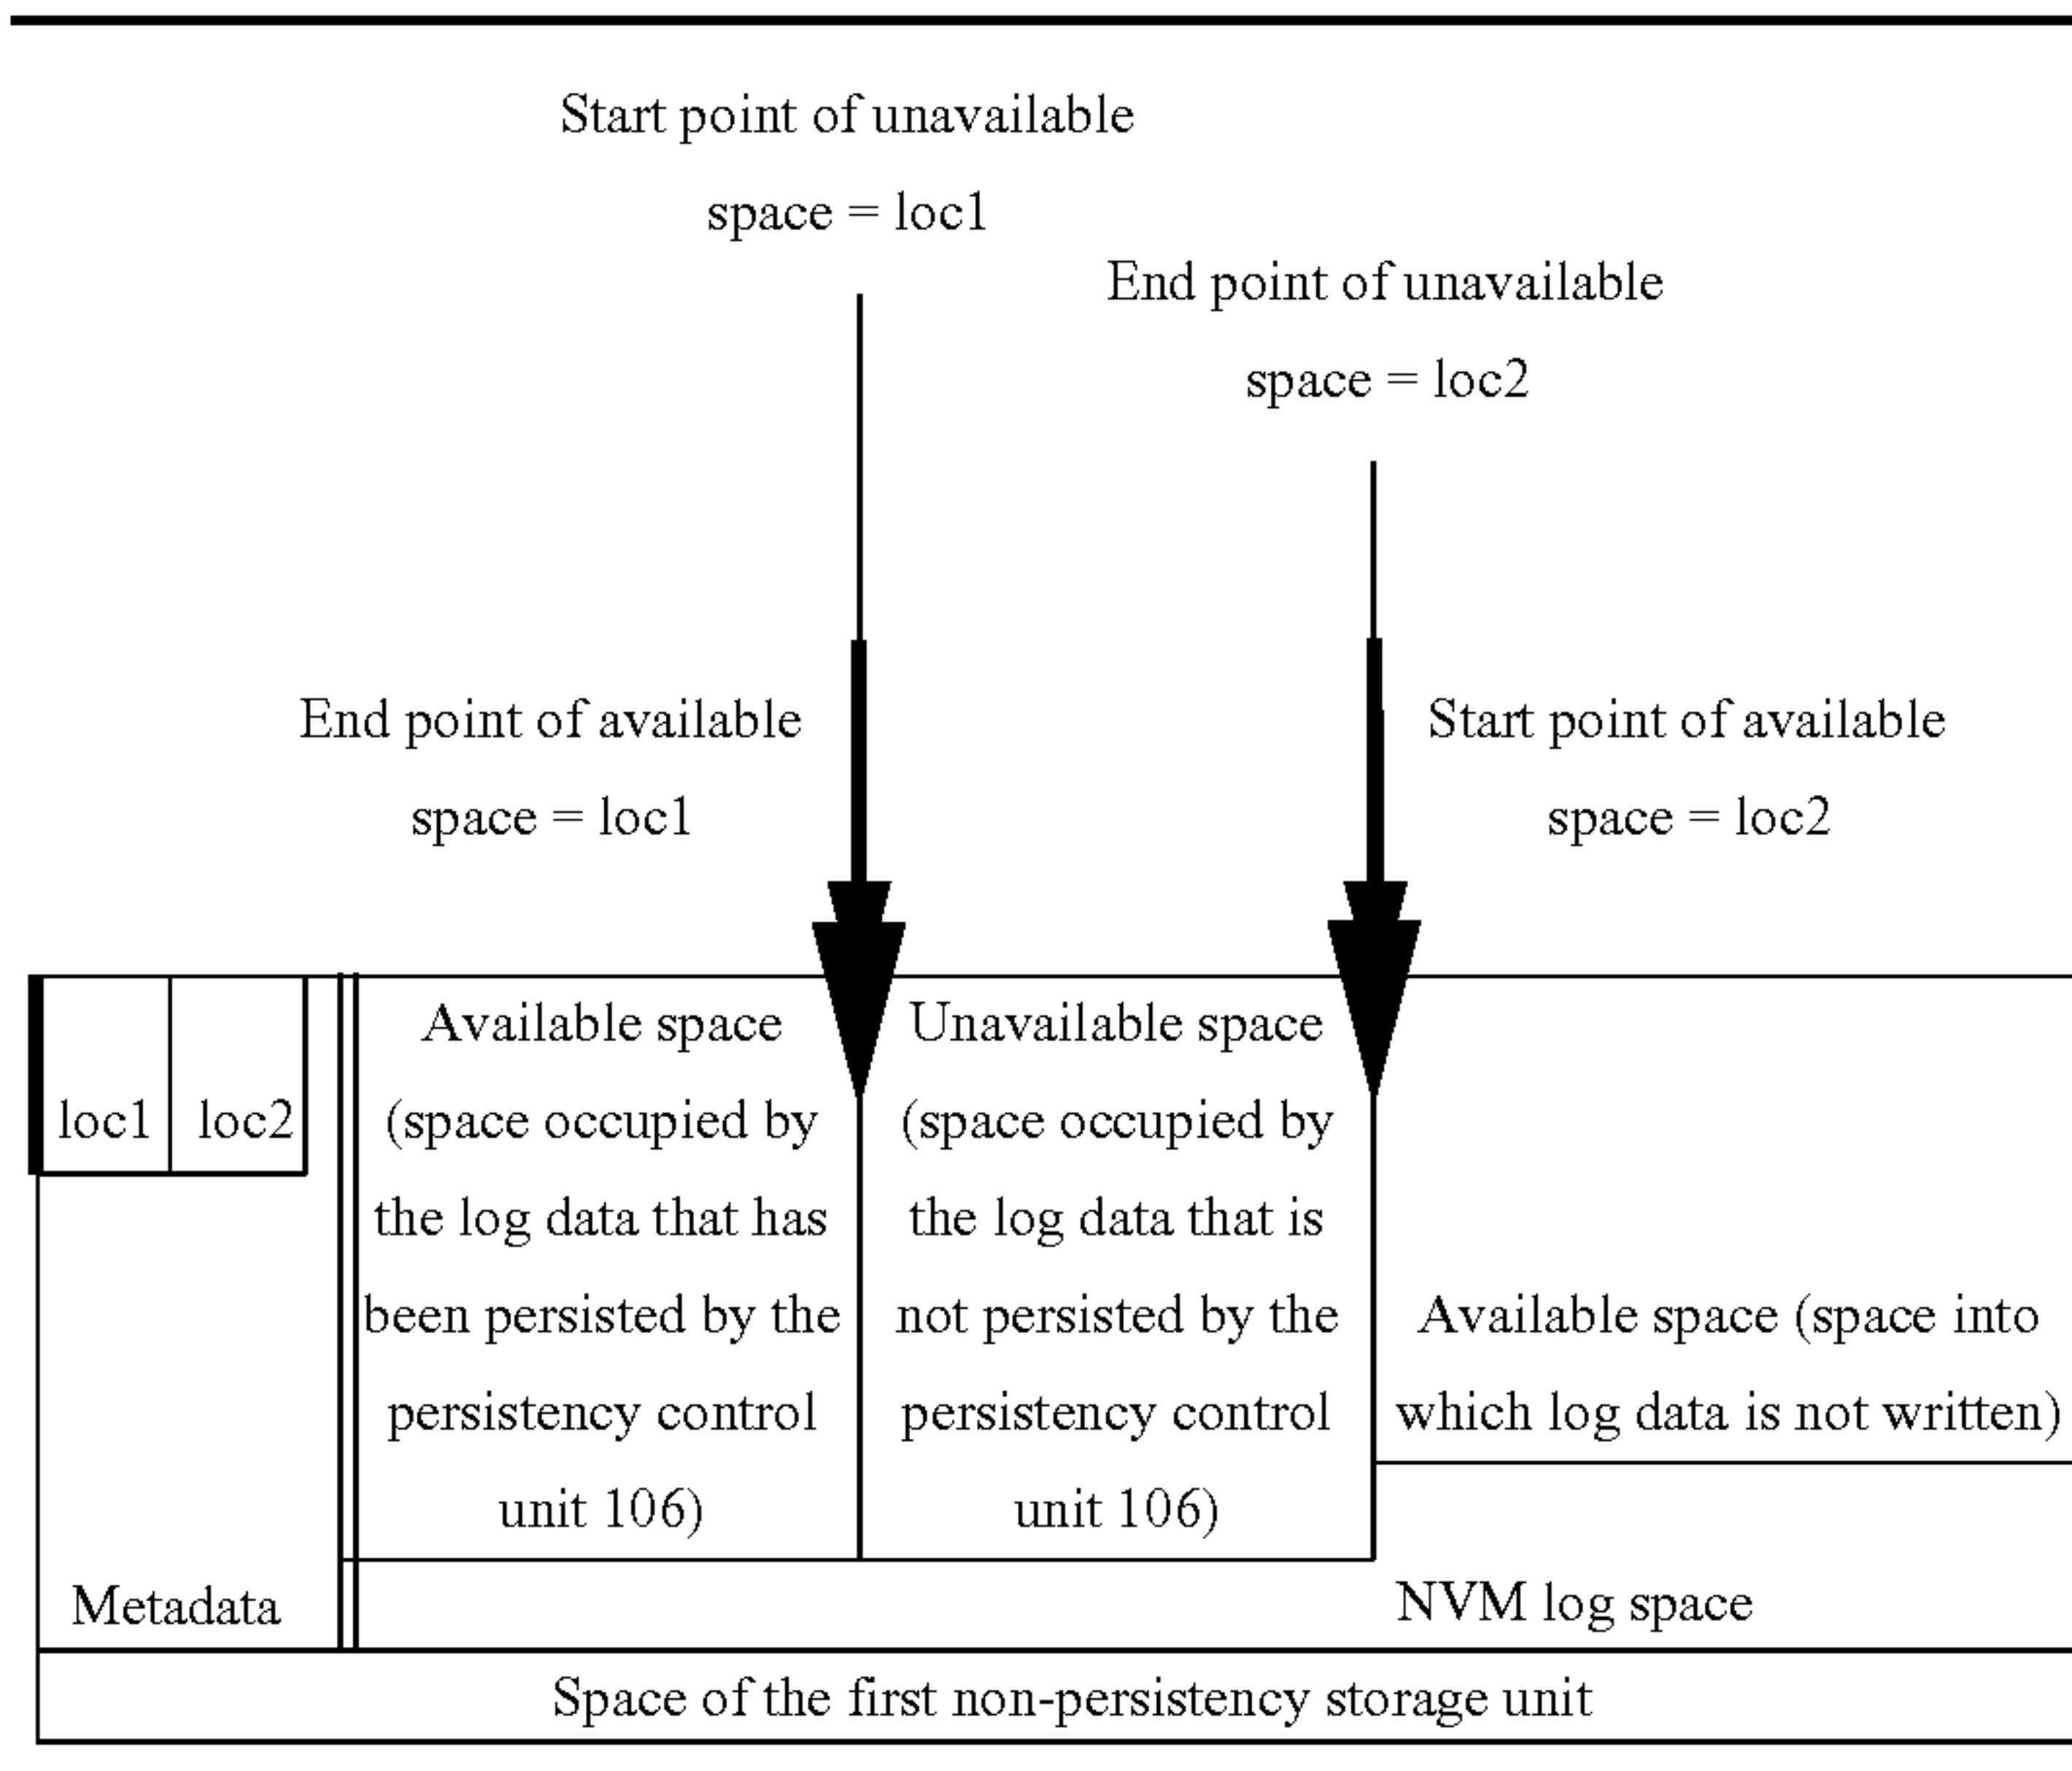 Start point of unavailable
space = loc1
End point of unavailable
space = loc2
End point of available
space = loc1
Start point of available
space = loc2
loc1
loc2
Metadata
Available space
(space occupied by
the log data that has
been persisted by the
persistency control
unit 106)
Unavailable space
(space occupied by
the log data that is
not persisted by the
persistency control
unit 106)
Available space (space into
which log data is not written)
NVM log space
Space of the first non-persistency storage unit